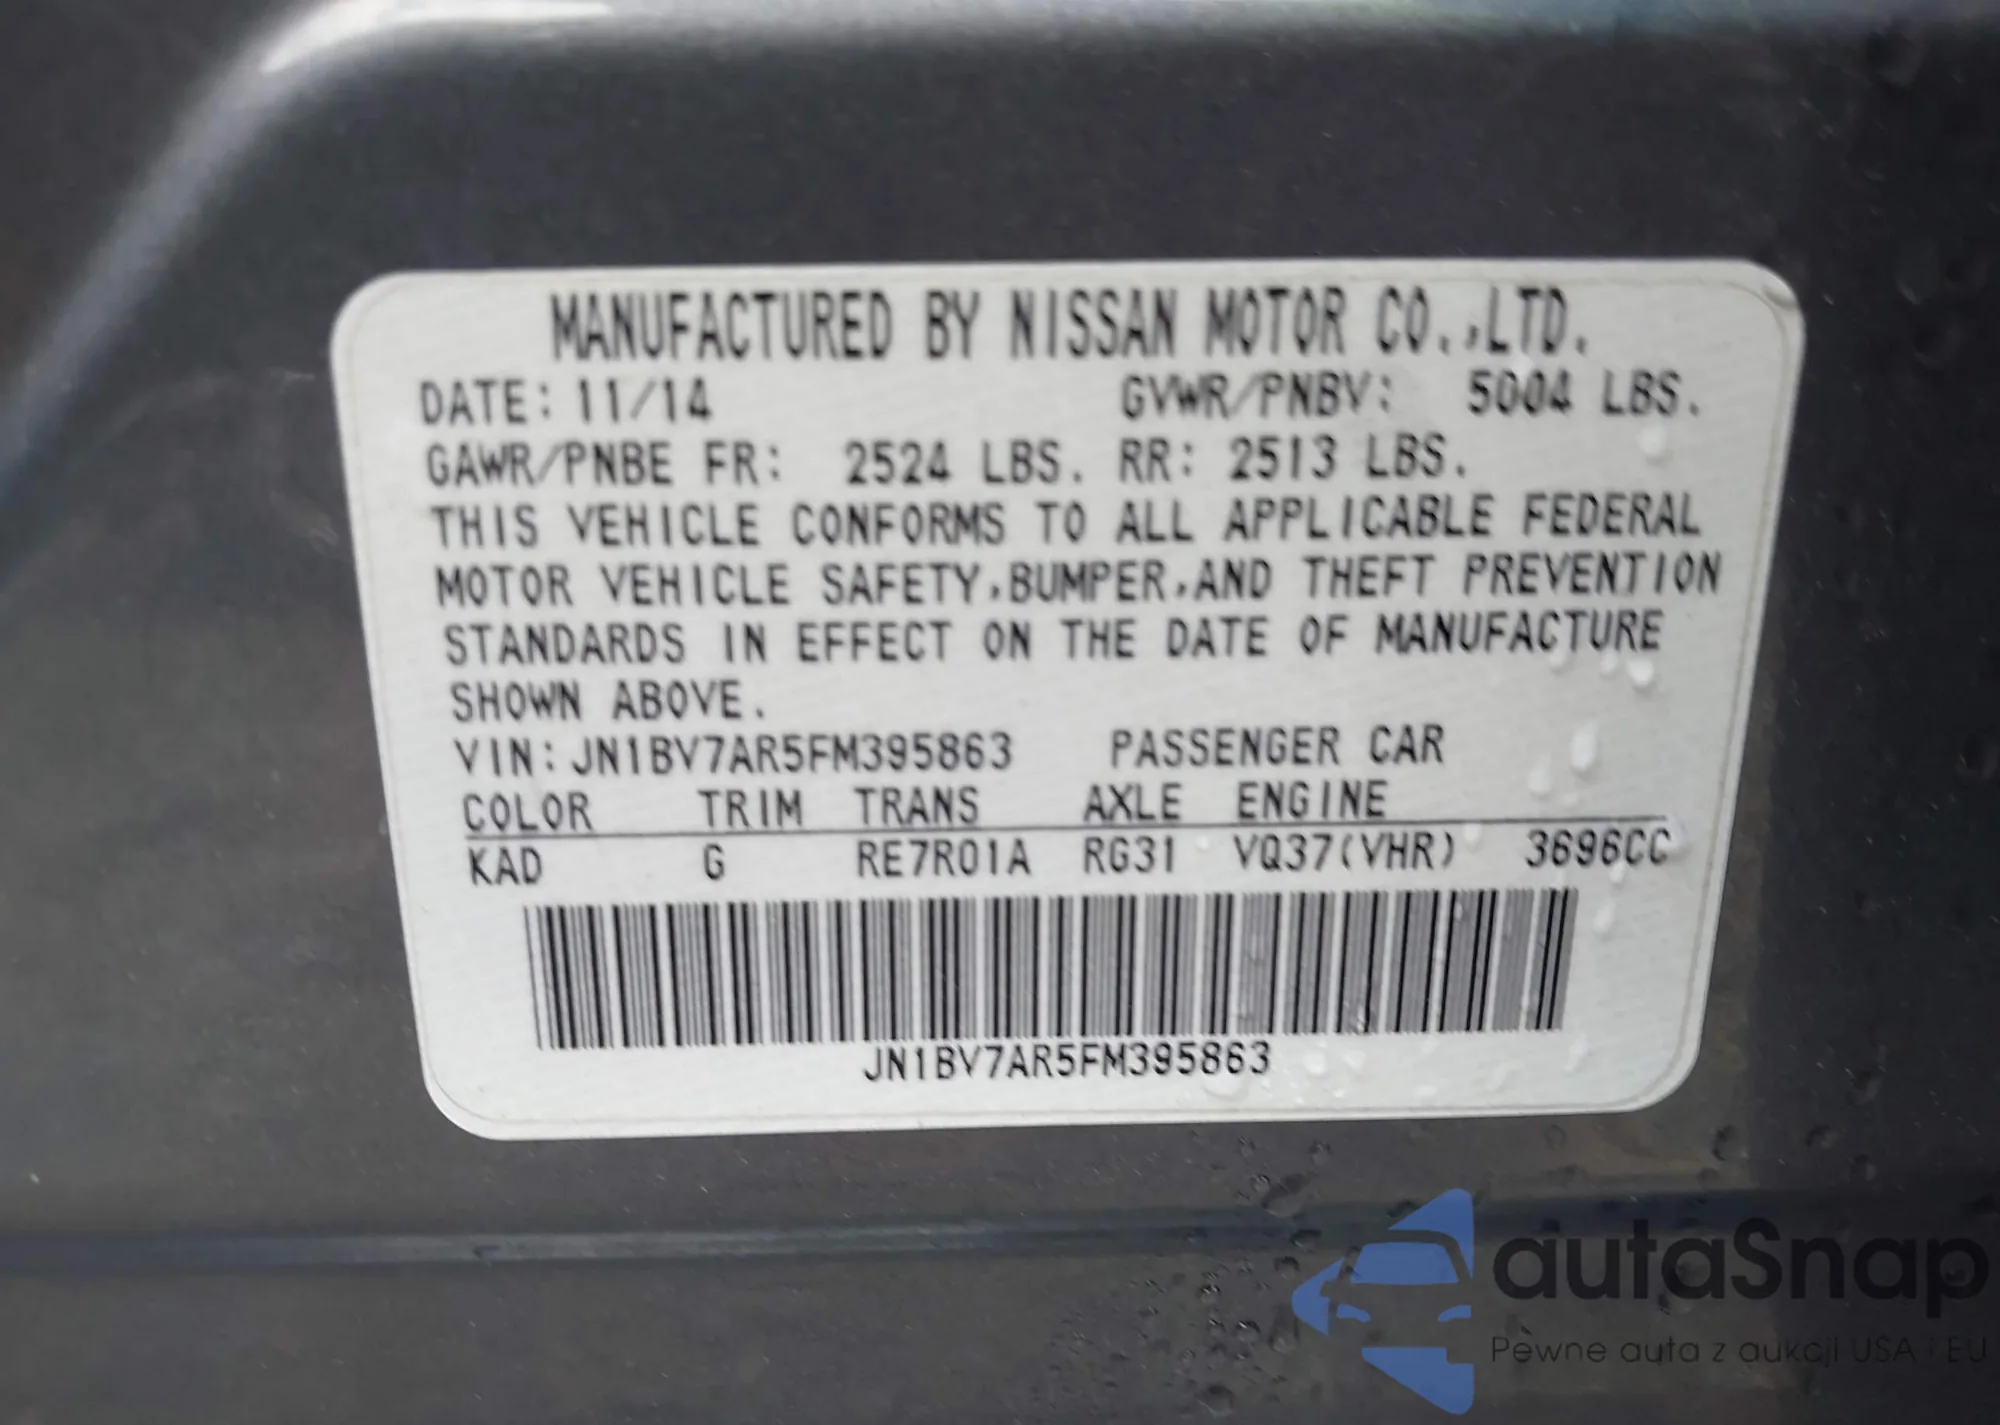 MANUFACTURED BY NISSAN MOTOR CO.,LTD.
DATE: 11/14 GVWR/PNBV: 5004 LBS.
GAWR/PNBE FR: 2524 LBS. RR: 2513 LBS.
THIS VEHICLE CONFORMS TO ALL APPLICABLE FEDERAL
MOTOR VEHICLE SAFETY,BUMPER,AND THEFT PREVENTION
STANDARDS IN EFFECT ON THE DATE OF MANUFACTURE
SHOWN ABOVE.
VIN:JN1BV7AR5FM395863 PASSENGER CAR
COLOR TRIM TRANS AXLE ENGINE
KAD G RE7R01A RG31 VQ37(VHR) 3696CC
JN1BV7AR5FM395863
autaSnap
Pewne auta z aukcji USA i EU